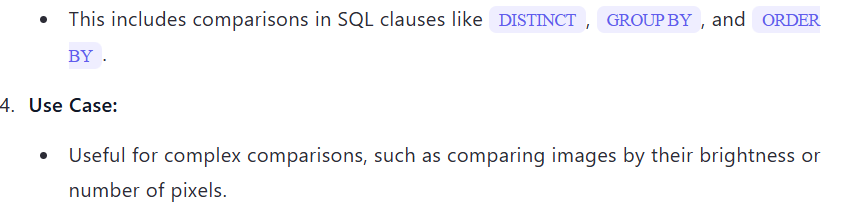 • This includes comparisons in SQL clauses like DISTINCT , GROUP BY , and ORDER
BY .
4. Use Case:
• Useful for complex comparisons, such as comparing images by their brightness or
number of pixels.